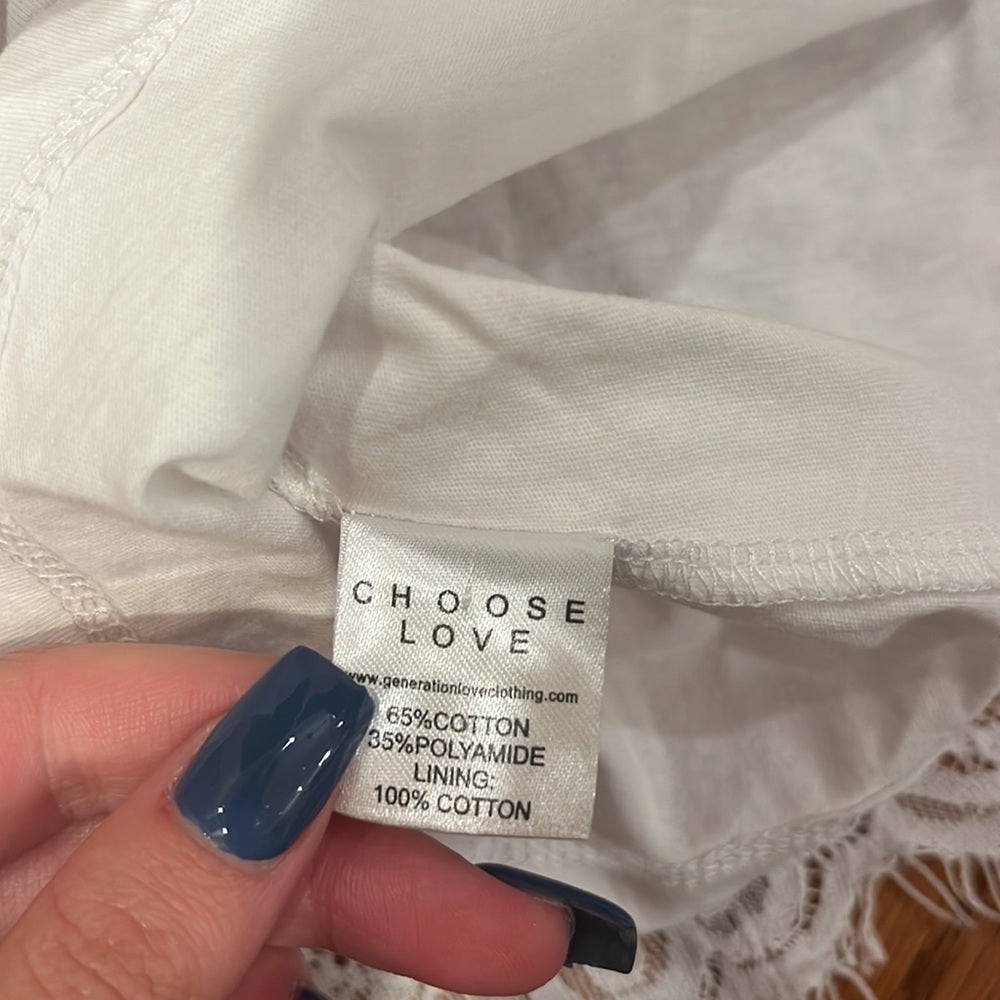 CHOOSE
LOVE
www.generationloveclothing.com
65%COTTON
35%POLYAMIDE
LINING:
100% COTTON